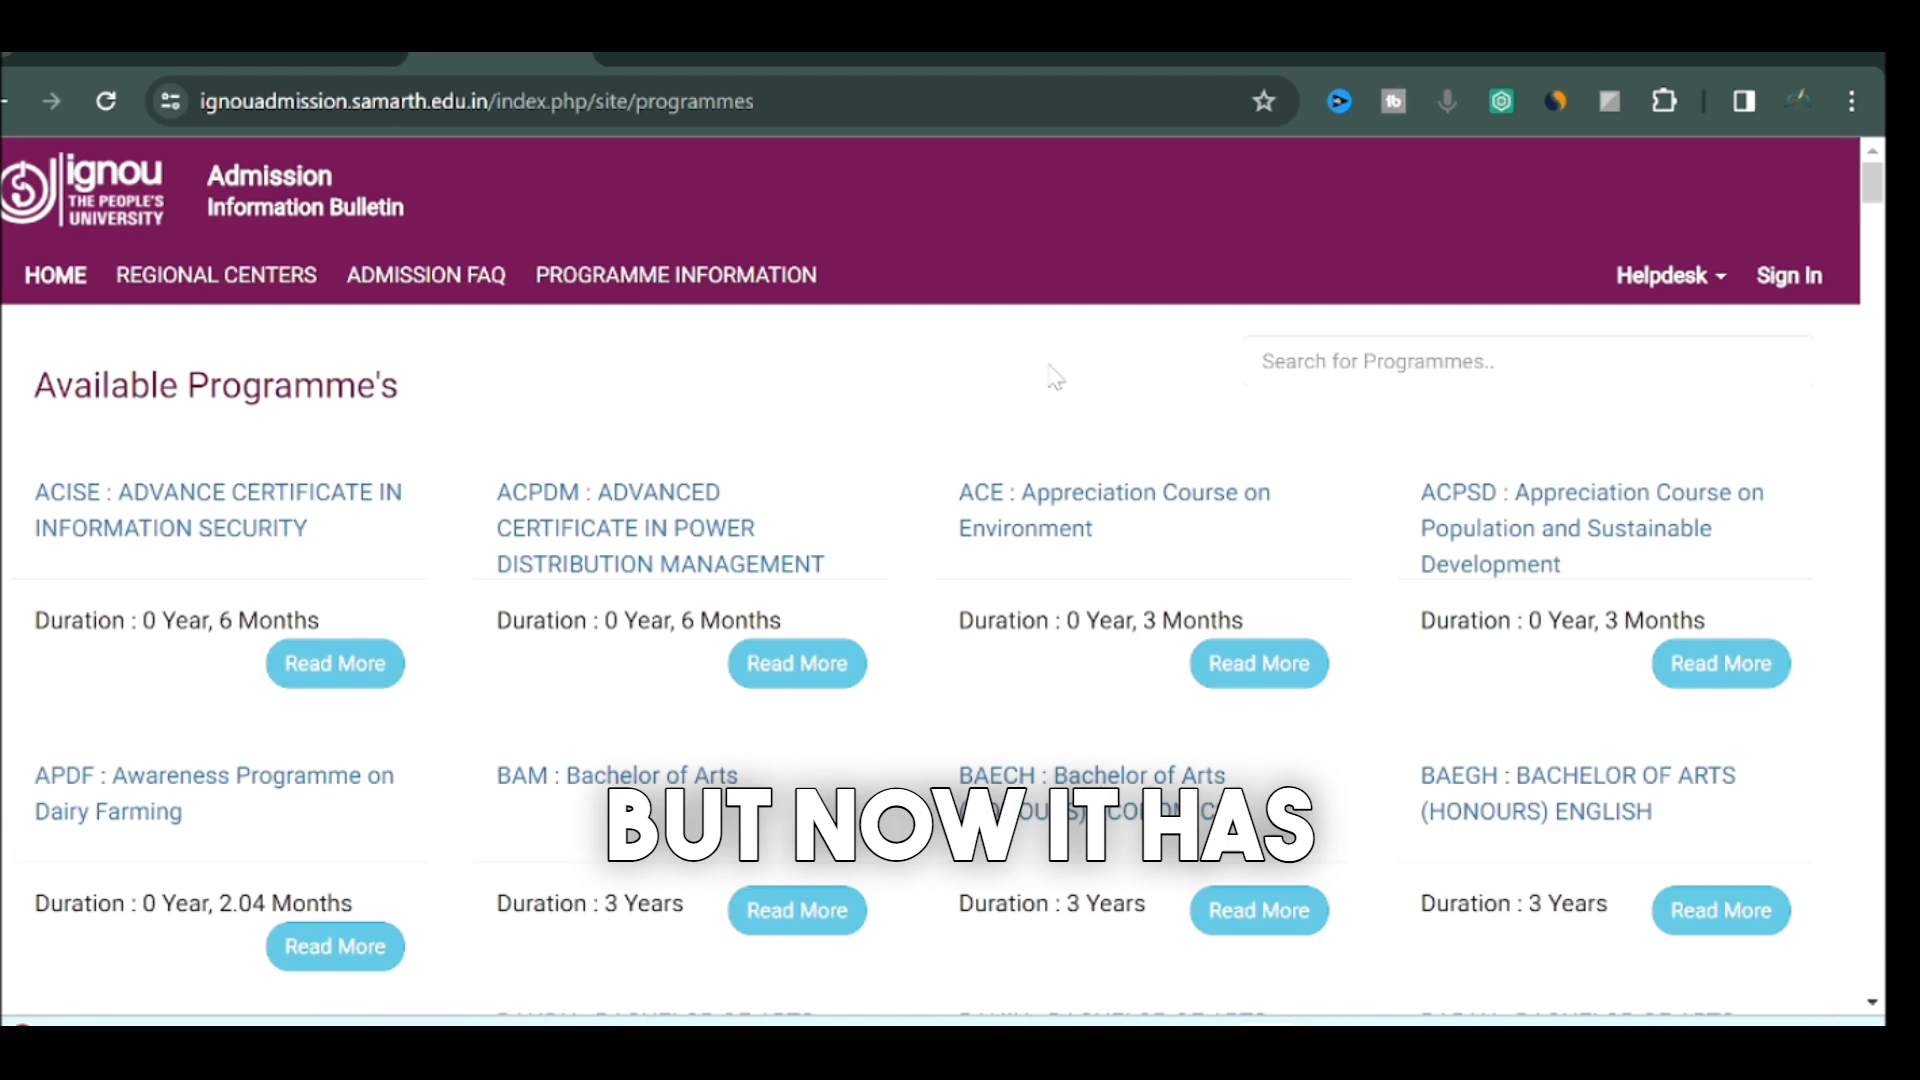 ignouadmission.samarth.edu.in/index.php/site/programmes
ignou
THE PEOPLE'S
UNIVERSITY
Admission
Information Bulletin
HOME REGIONAL CENTERS ADMISSION FAQ PROGRAMME INFORMATION Helpdesk Sign In
Search for Programmes..
Available Programme's
ACISE : ADVANCE CERTIFICATE IN
INFORMATION SECURITY
Duration : 0 Year, 6 Months
Read More
ACPDM : ADVANCED
CERTIFICATE IN POWER
DISTRIBUTION MANAGEMENT
Duration : 0 Year, 6 Months
Read More
ACE : Appreciation Course on
Environment
Duration : 0 Year, 3 Months
Read More
ACPSD : Appreciation Course on
Population and Sustainable
Development
Duration : 0 Year, 3 Months
Read More
APDF : Awareness Programme on
Dairy Farming
Duration : 0 Year, 2.04 Months
Read More
BAM : Bachelor of Arts
Duration : 3 Years
Read More
BAECH : Bachelor of Arts
Duration : 3 Years
Read More
BAEGH : BACHELOR OF ARTS
(HONOURS) ENGLISH
Duration : 3 Years
Read More
BUT NOW IT HAS